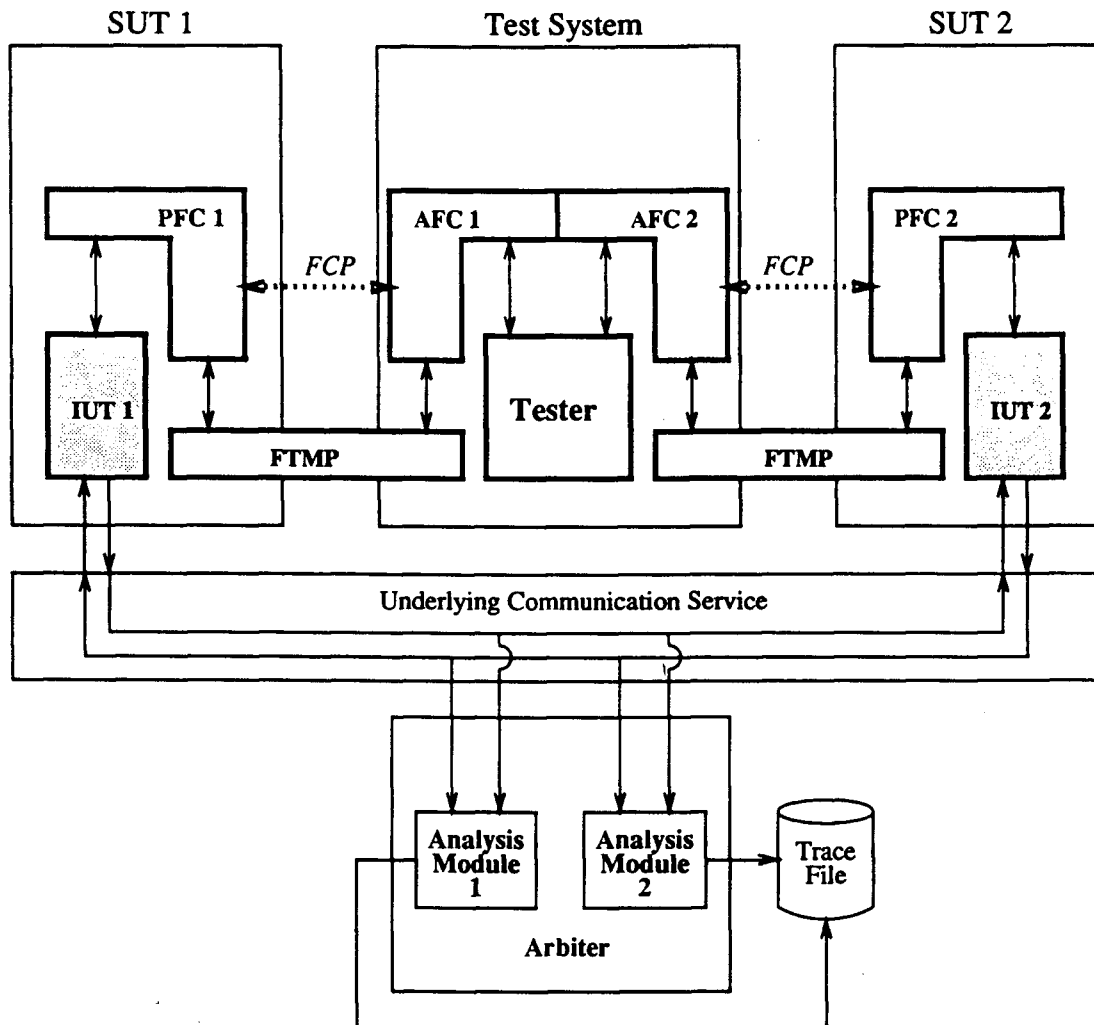 SUT 1
Test System
SUT 2
PFC 1
AFC 1
AFC 2
PFC 2
FCP
FCP
IUT 1
Tester
IUT 2
FTMP
FTMP
Underlying Communication Service
Analysis
Module
1
Analysis
Module
2
Trace
File
Arbiter